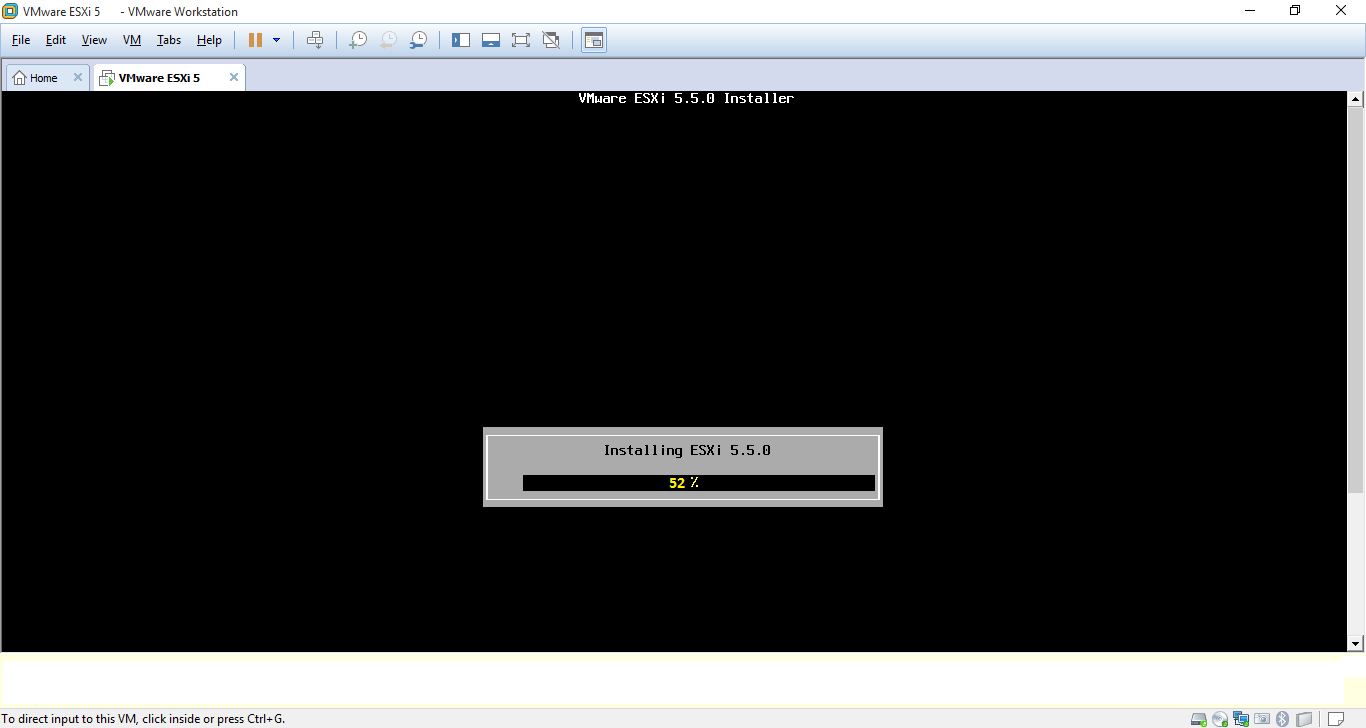 VMware ESXi 5 - VMware Workstation
File Edit View VM Tabs Help
Home VMware ESXi 5
VMware ESXi 5.5.0 Installer
Installing ESXi 5.5.0
52 %
To direct input to this VM, click inside or press Ctrl+G.